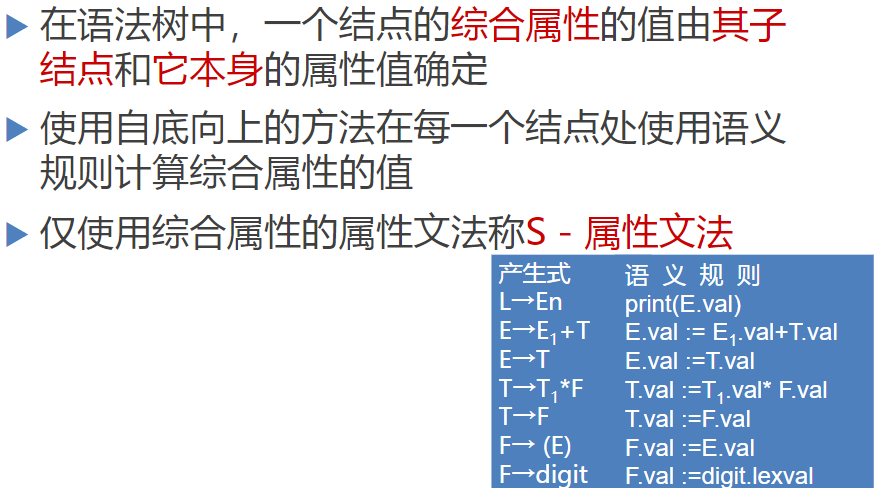 在语法树中，一个结点的综合属性的值由其子
结点和它本身的属性值确定
使用自底向上的方法在每一个结点处使用语义
规则计算综合属性的值
仅使用综合属性的属性文法称S－属性文法
产生式 语 义 规 则
L→En print(E.val)
E→E₁+T E.val := E₁.val+T.val
E→T E.val :=T.val
T→T₁*F T.val :=T₁.val* F.val
T→F T.val :=F.val
F→ (E) F.val :=E.val
F→digit F.val :=digit.lexval